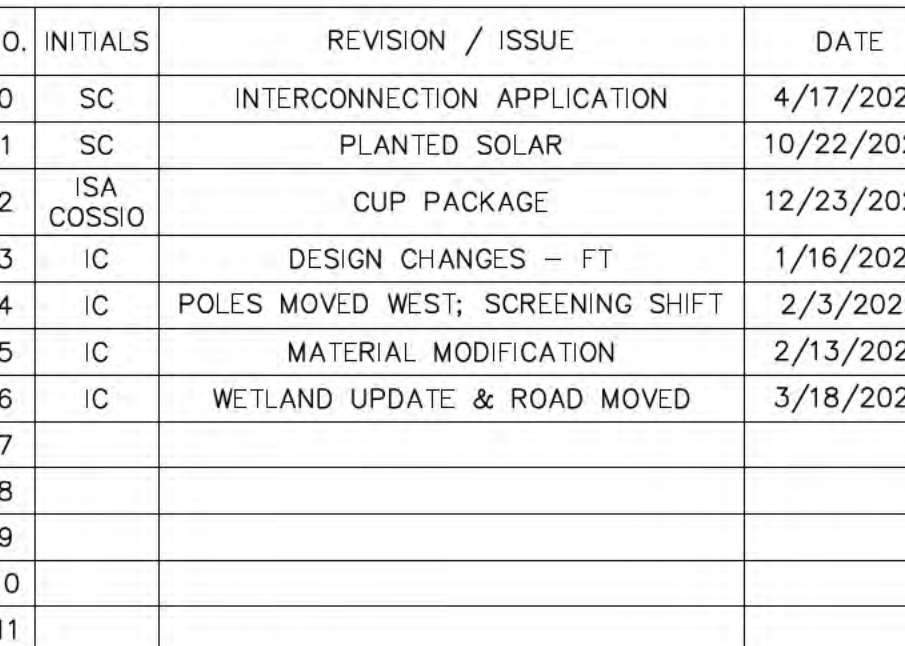 O. INITIALS REVISION / ISSUE DATE
0 SC INTERCONNECTION APPLICATION 4/17/202
1 SC PLANTED SOLAR 10/22/202
2 ISA COSSIO CUP PACKAGE 12/23/202
3 IC DESIGN CHANGES – FT 1/16/202
4 IC POLES MOVED WEST; SCREENING SHIFT 2/3/202
5 IC MATERIAL MODIFICATION 2/13/202
6 IC WETLAND UPDATE & ROAD MOVED 3/18/202
7
8
9
10
11